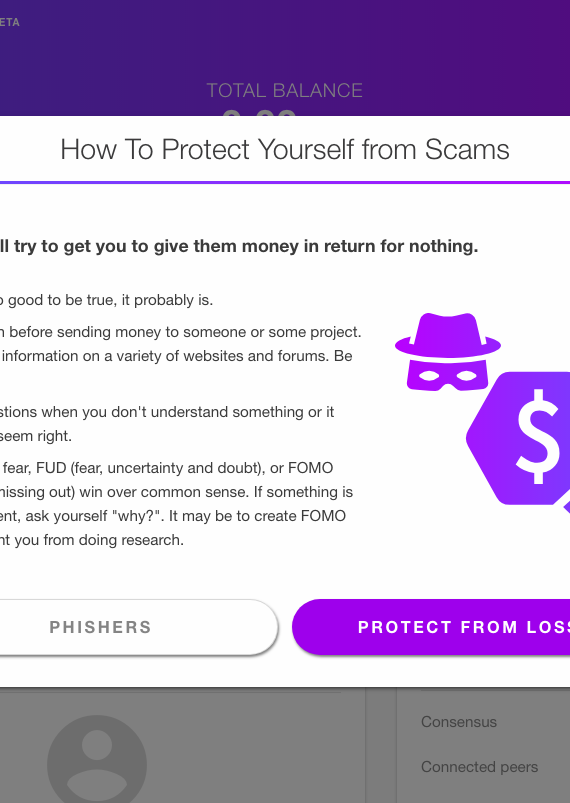 ETA
TOTAL BALANCE
How To Protect Yourself from Scams
ll try to get you to give them money in return for nothing.
o good to be true, it probably is.
n before sending money to someone or some project.
information on a variety of websites and forums. Be
stions when you don't understand something or it
seem right.
fear, FUD (fear, uncertainty and doubt), or FOMO
missing out) win over common sense. If something is
ent, ask yourself "why?". It may be to create FOMO
nt you from doing research.
$
PHISHERS
PROTECT FROM LOSS
Consensus
Connected peers